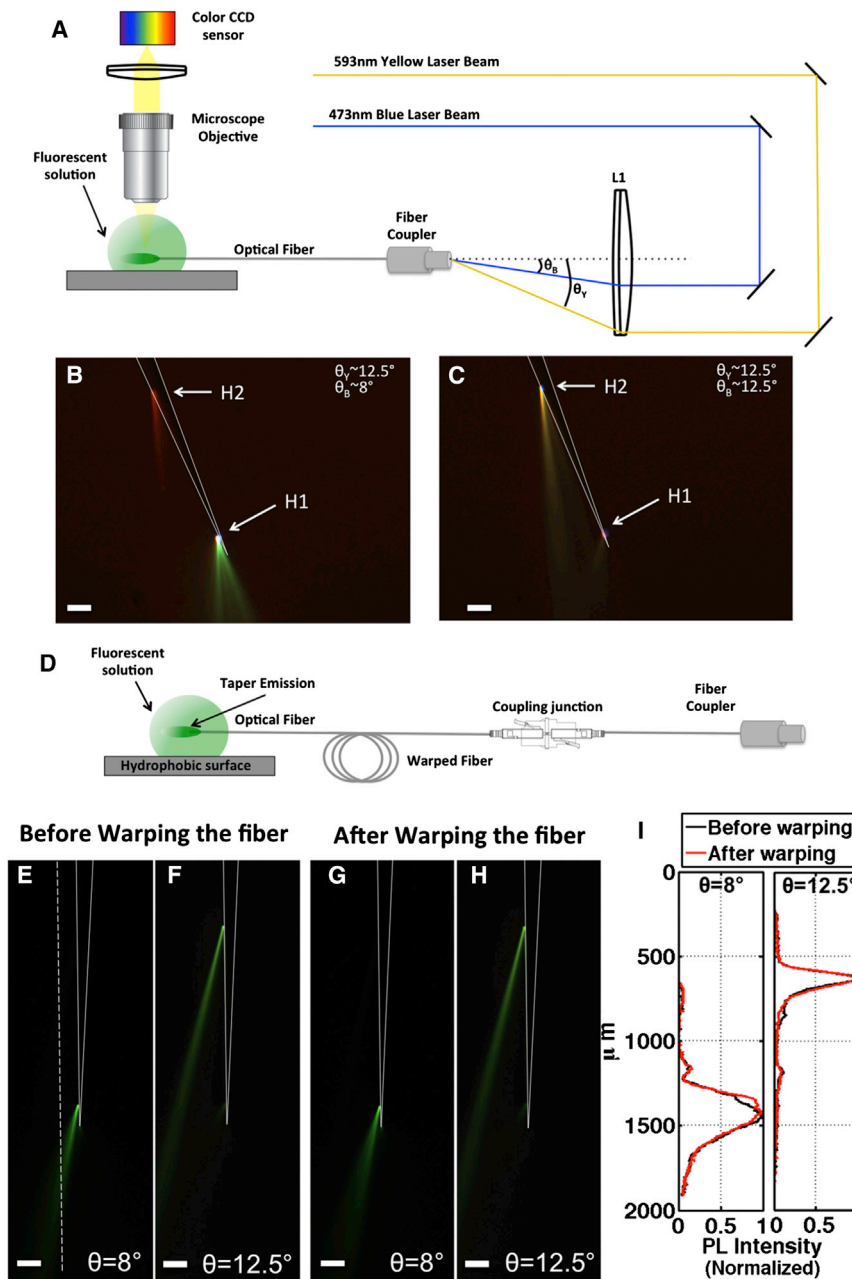 A
Color CCD
sensor
593nm Yellow Laser Beam
473nm Blue Laser Beam
Microscope
Objective
Fluorescent
solution
L1
Fiber
Coupler
Optical Fiber
θB
θY
B
H2
θY~12.5°
θB~8°
H1
C
H2
θY~12.5°
θB~12.5°
H1
D
Fluorescent
solution
Taper Emission
Optical Fiber
Coupling junction
Fiber
Coupler
Warped Fiber
Hydrophobic surface
Before Warping the fiber
After Warping the fiber
E
θ=8°
F
θ=12.5°
G
θ=8°
H
θ=12.5°
I
Before warping
After warping
θ=8°
θ=12.5°
0
500
1000
1500
2000
μm
0 0.5 1 0 0.5
PL Intensity
(Normalized)